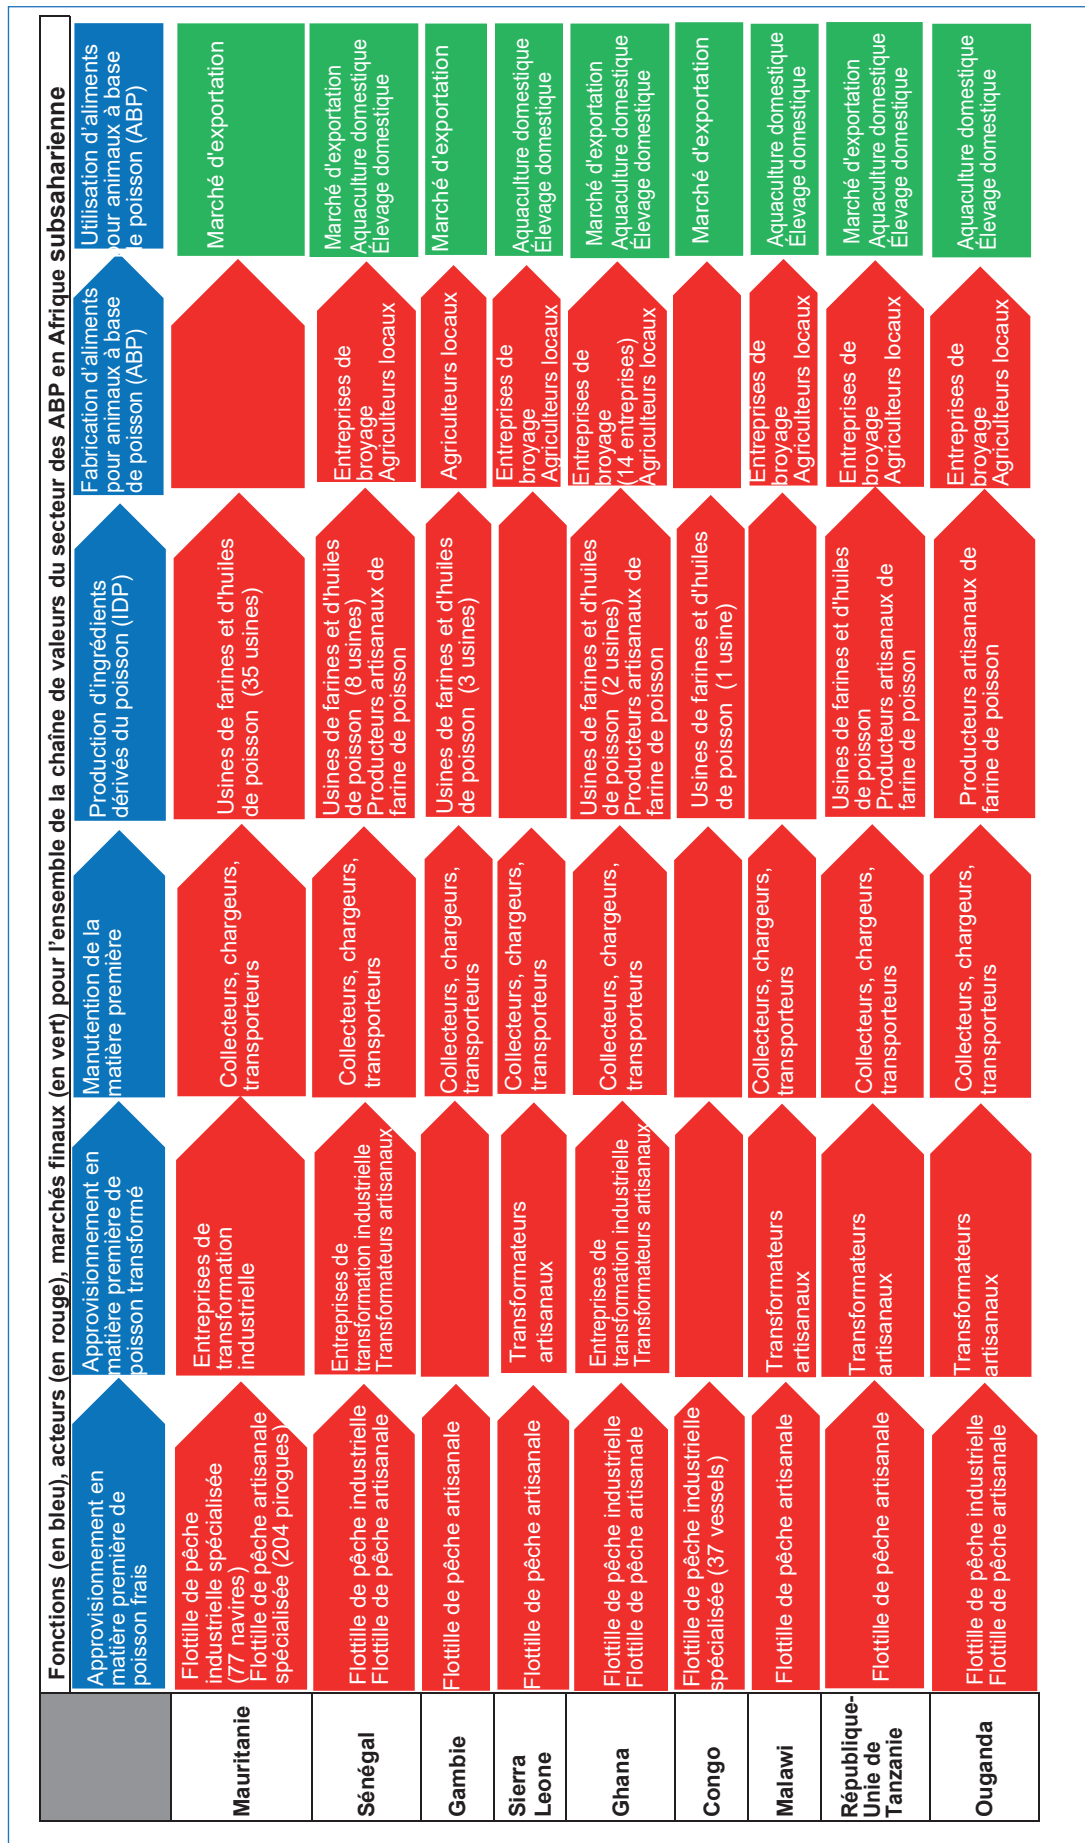 Fonctions (en bleu), acteurs (en rouge), marchés finaux (en vert) pour l'ensemble de la chaîne de valeurs du secteur des ABP en Afrique subsaharienne
Approvisionnement en
matière première de
poisson frais
Approvisionnement en
matière première de
poisson transformé
Manutention de la
matière première
Production d'ingrédients
dérivés du poisson (IDP)
Fabrication d'aliments
pour animaux à base
de poisson (ABP)
Utilisation d'aliments
pour animaux à base
de poisson (ABP)
Mauritanie
Flottille de pêche
industrielle spécialisée
(77 navires)
Flottille de pêche artisanale
spécialisée (204 pirogues)
Entreprises de
transformation
industrielle
Collecteurs, chargeurs,
transporteurs
Usines de farines et d'huiles
de poisson (35 usines)
Marché d'exportation
Sénégal
Flottille de pêche industrielle
Flottille de pêche artisanale
Entreprises de
transformation industrielle
Transformateurs artisanaux
Collecteurs, chargeurs,
transporteurs
Usines de farines et d'huiles
de poisson (8 usines)
Producteurs artisanaux de
farine de poisson
Entreprises de
broyage
Agriculteurs locaux
Marché d'exportation
Aquaculture domestique
Élevage domestique
Gambie
Flottille de pêche artisanale
Collecteurs, chargeurs,
transporteurs
Usines de farines et d'huiles
de poisson (3 usines)
Agriculteurs locaux
Marché d'exportation
Sierra
Leone
Flottille de pêche artisanale
Transformateurs
artisanaux
Collecteurs, chargeurs,
transporteurs
Entreprises de
broyage
Agriculteurs locaux
Aquaculture domestique
Élevage domestique
Ghana
Flottille de pêche industrielle
Flottille de pêche artisanale
Entreprises de
transformation industrielle
Transformateurs artisanaux
Collecteurs, chargeurs,
transporteurs
Usines de farines et d'huiles
de poisson (2 usines)
Producteurs artisanaux de
farine de poisson
Entreprises de
broyage
(14 entreprises)
Agriculteurs locaux
Marché d'exportation
Aquaculture domestique
Élevage domestique
Congo
Flottille de pêche industrielle
spécialisée (37 vessels)
Usines de farines et d'huiles
de poisson (1 usine)
Marché d'exportation
Malawi
Flottille de pêche artisanale
Transformateurs
artisanaux
Collecteurs, chargeurs,
transporteurs
Entreprises de
broyage
Agriculteurs locaux
Aquaculture domestique
Élevage domestique
République-
Unie de
Tanzanie
Flottille de pêche artisanale
Transformateurs
artisanaux
Collecteurs, chargeurs,
transporteurs
Usines de farines et d'huiles
de poisson
Producteurs artisanaux de
farine de poisson
Entreprises de
broyage
Agriculteurs locaux
Marché d'exportation
Aquaculture domestique
Élevage domestique
Ouganda
Flottille de pêche industrielle
Flottille de pêche artisanale
Transformateurs
artisanaux
Collecteurs, chargeurs,
transporteurs
Producteurs artisanaux de
farine de poisson
Entreprises de
broyage
Agriculteurs locaux
Aquaculture domestique
Élevage domestique